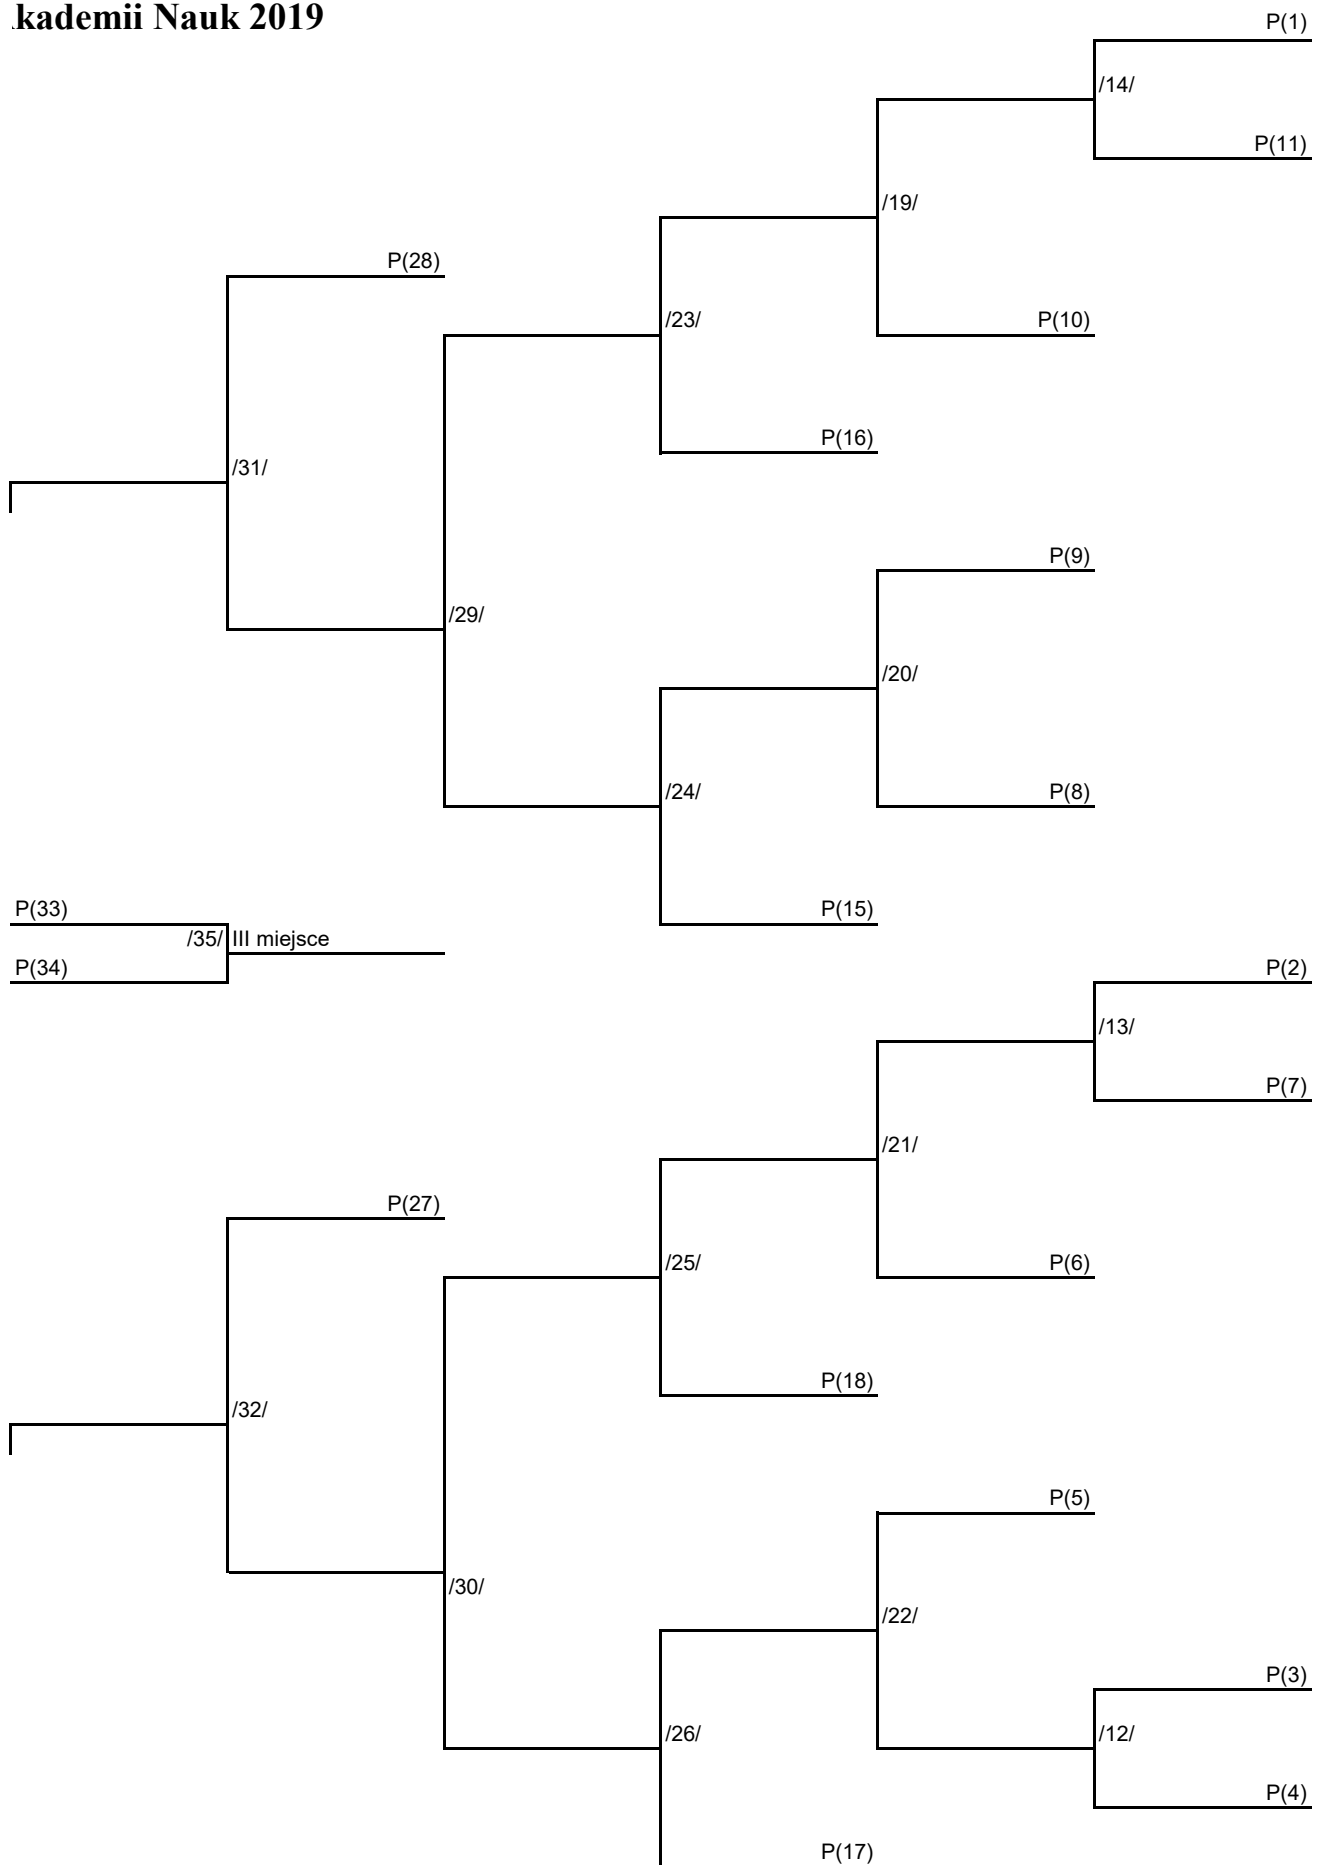 kademii Nauk 2019
P(1)
/14/
P(11)
/19/
P(28)
/23/
P(10)
P(16)
/31/
P(9)
/29/
/20/
/24/
P(8)
P(33)
P(15)
/35/ III miejsce
P(34)
P(2)
/13/
P(7)
/21/
P(27)
/25/
P(6)
P(18)
/32/
P(5)
/30/
/22/
P(3)
/26/
/12/
P(4)
P(17)